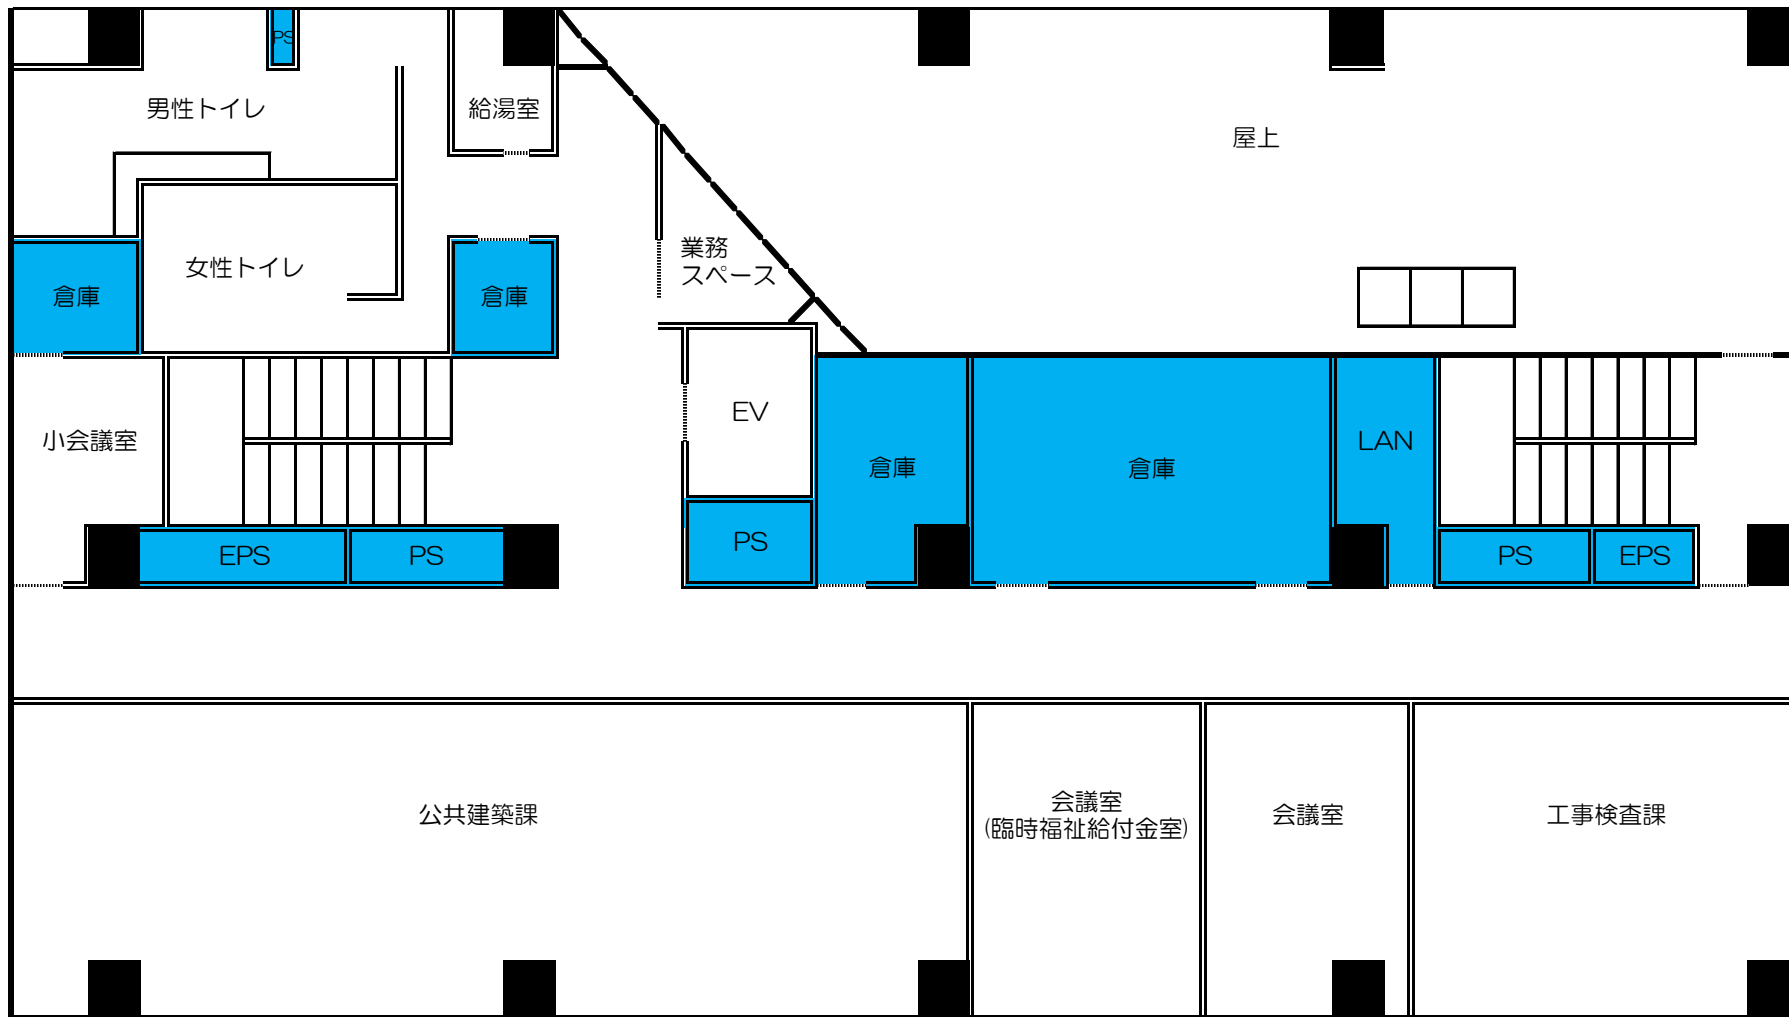 PS
男性トイレ
給湯室
屋上
業務
スペース
女性トイレ
倉庫
倉庫
EV
小会議室
倉庫
倉庫
LAN
PS
EPS
PS
PS
EPS
公共建築課
会議室
(臨時福祉給付金室)
会議室
工事検査課